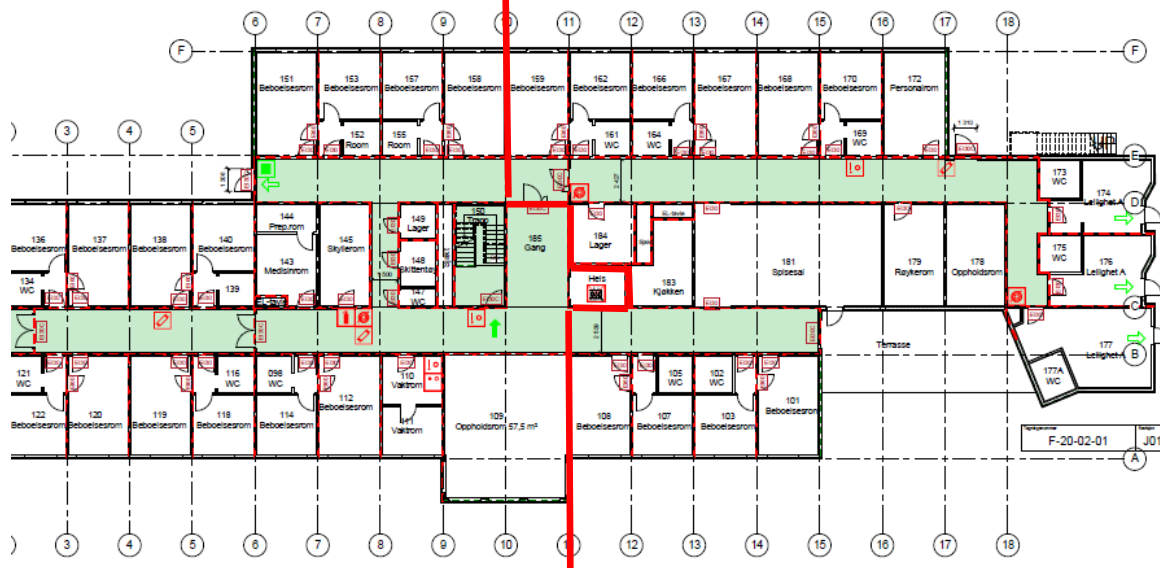 6 7 8 9 10 11 12 13 14 15 16 17 18
F F
151 Beboelsesrom
153 Beboelsesrom
157 Beboelsesrom
158 Beboelsesrom
159 Beboelsesrom
162 Beboelsesrom
166 Beboelsesrom
167 Beboelsesrom
168 Beboelsesrom
170 Beboelsesrom
172 Personalrom
3 4 5
152 Room
155 Room
161 WC
164 WC
169 WC
1 310
E
173 WC
174 Leilighet A
D
144 Prep.rom
149 Lager
150 Trapp
EL-tavle
136 Beboelsesrom
137 Beboelsesrom
138 Beboelsesrom
140 Beboelsesrom
145 Skyllerom
185 Gang
184 Lager
175 WC
176 Leilighet A
143 Medisinrom
148 Skittentøy
181 Spisesal
179 Røykerom
178 Oppholdsrom
134 WC
139
147 WC
Heis
183 Kjøkken
C
Terrasse
177 Leilighet A
B
121 WC
116 WC
098 WC
110 Vaktrom
105 WC
102 WC
177A WC
122 Beboelsesrom
120 Beboelsesrom
119 Beboelsesrom
118 Beboelsesrom
114 Beboelsesrom
112 Beboelsesrom
111 Vaktrom
109 Oppholdsrom 57,5 m²
108 Beboelsesrom
107 Beboelsesrom
103 Beboelsesrom
101 Beboelsesrom
F-20-02-01 J01
A
3 4 5 6 7 8 9 10 11 12 13 14 15 16 17 18